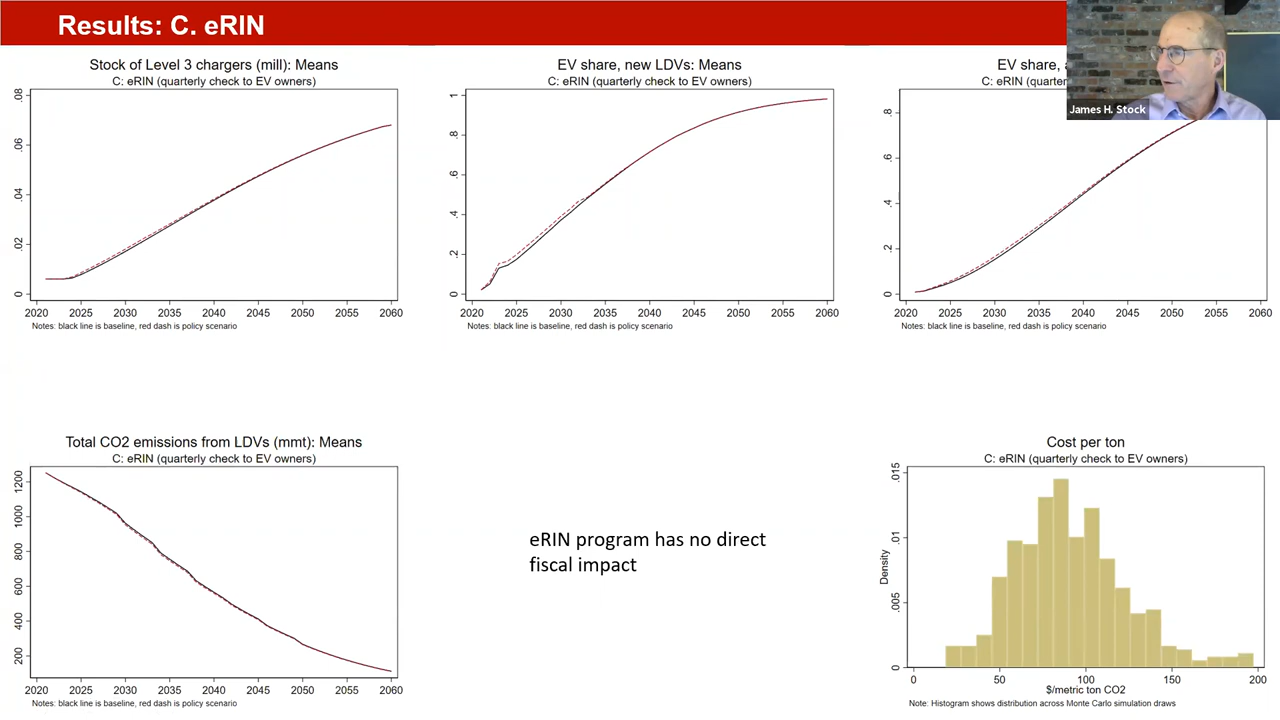 Results: C. eRIN
James H. Stock
Stock of Level 3 chargers (mill): Means
C: eRIN (quarterly check to EV owners)
.08
.06
.04
.02
0
2020 2025 2030 2035 2040 2045 2050 2055 2060
Notes: black line is baseline, red dash is policy scenario
EV share, new LDVs: Means
C: eRIN (quarterly check to EV owners)
1
.8
.6
.4
.2
0
2020 2025 2030 2035 2040 2045 2050 2055 2060
Notes: black line is baseline, red dash is policy scenario
EV share,
C: eRIN (quarter
.8
.6
.4
.2
0
2020 2025 2030 2035 2040 2045 2050 2055 2060
Notes: black line is baseline, red dash is policy scenario
Total CO2 emissions from LDVs (mmt): Means
C: eRIN (quarterly check to EV owners)
1200
1000
800
600
400
200
2020 2025 2030 2035 2040 2045 2050 2055 2060
Notes: black line is baseline, red dash is policy scenario
eRIN program has no direct
fiscal impact
Cost per ton
C: eRIN (quarterly check to EV owners)
Density
.015
.01
.005
0
0 50 100 150 200
$/metric ton CO2
Note: Histogram shows distribution across Monte Carlo simulation draws